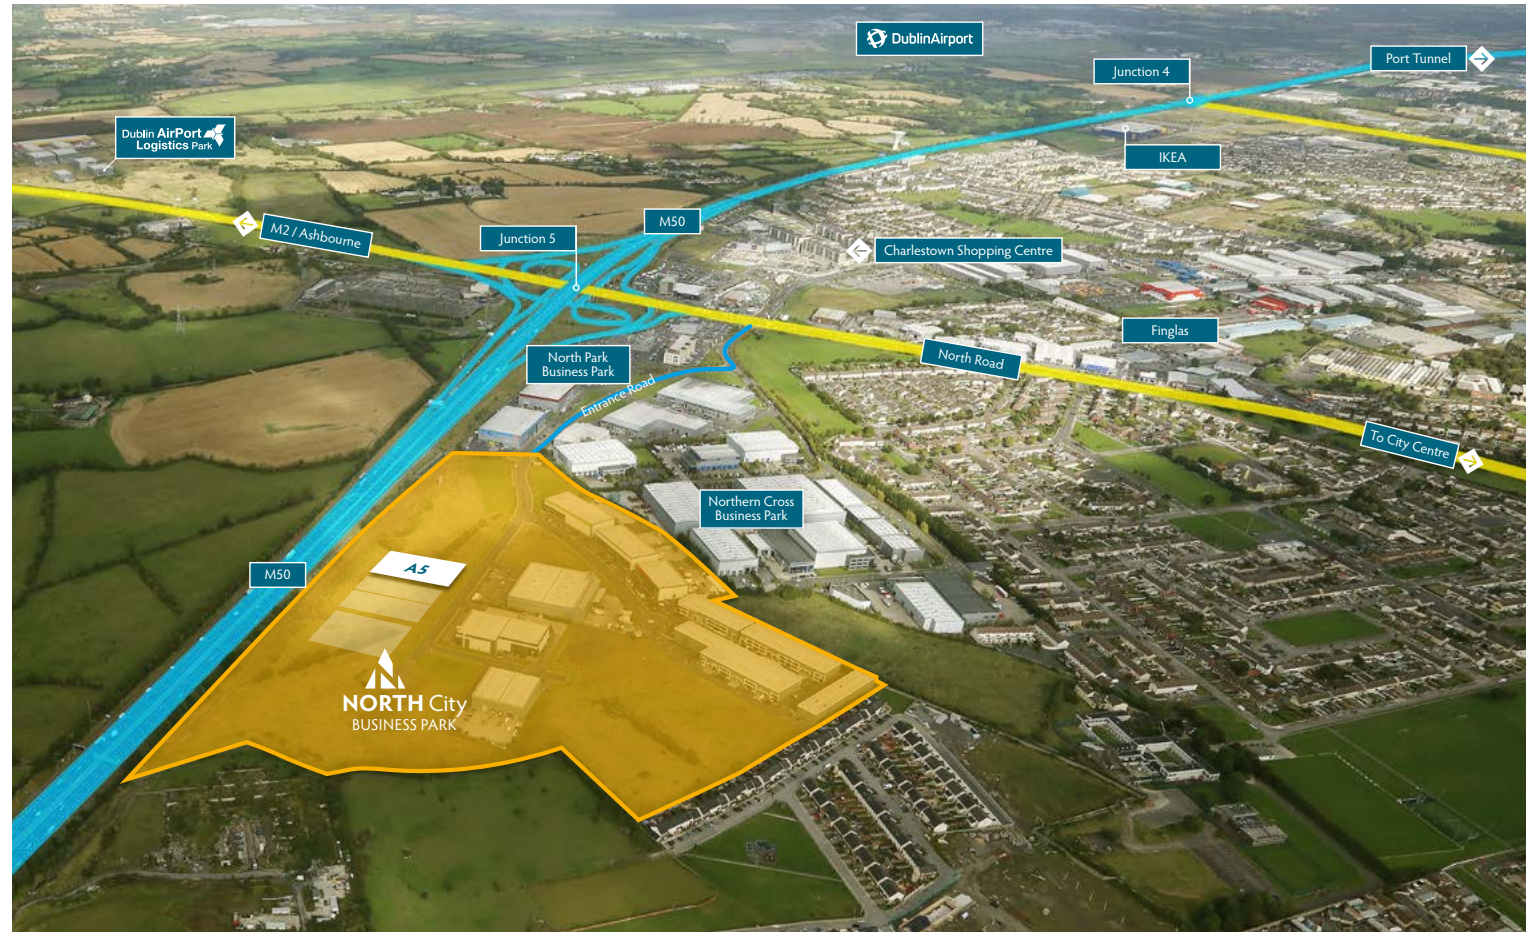 DublinAirport
Port Tunnel
Junction 4
Dublin AirPort
Logistics Park
IKEA
M50
M2 / Ashbourne
Junction 5
Charlestown Shopping Centre
Finglas
North Park
Business Park
North Road
Entrance Road
To City Centre
Northern Cross
Business Park
A5
M50
NORTH City
BUSINESS PARK